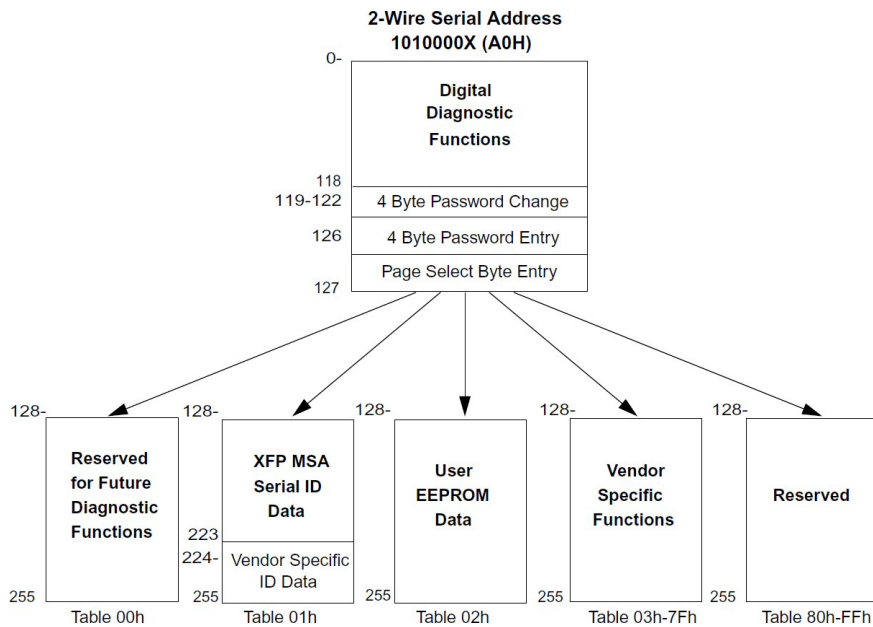 2-Wire Serial Address
1010000X (A0H)
0-
Digital
Diagnostic
Functions
118
119-122
4 Byte Password Change
126
4 Byte Password Entry
Page Select Byte Entry
127
128-
Reserved
for Future
Diagnostic
Functions
255
Table 00h
128-
XFP MSA
Serial ID
Data
223
224-
Vendor Specific
ID Data
255
Table 01h
128-
User
EEPROM
Data
255
Table 02h
128-
Vendor
Specific
Functions
255
Table 03h-7Fh
128-
Reserved
255
Table 80h-FFh